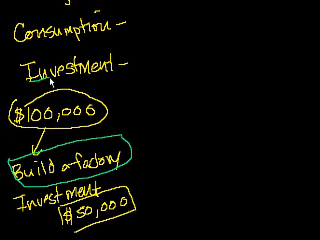 Consumption -
Investment -
$100,000
Build a factory
Investment
$50,000